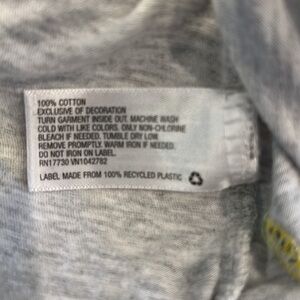 100% COTTON
EXCLUSIVE OF DECORATION
TURN GARMENT INSIDE OUT. MACHINE WASH
COLD WITH LIKE COLORS. ONLY NON-CHLORINE
BLEACH IF NEEDED. TUMBLE DRY LOW.
REMOVE PROMPTLY. WARM IRON IF NEEDED.
DO NOT IRON ON LABEL.
RN17730 VN1042782
LABEL MADE FROM 100% RECYCLED PLASTIC